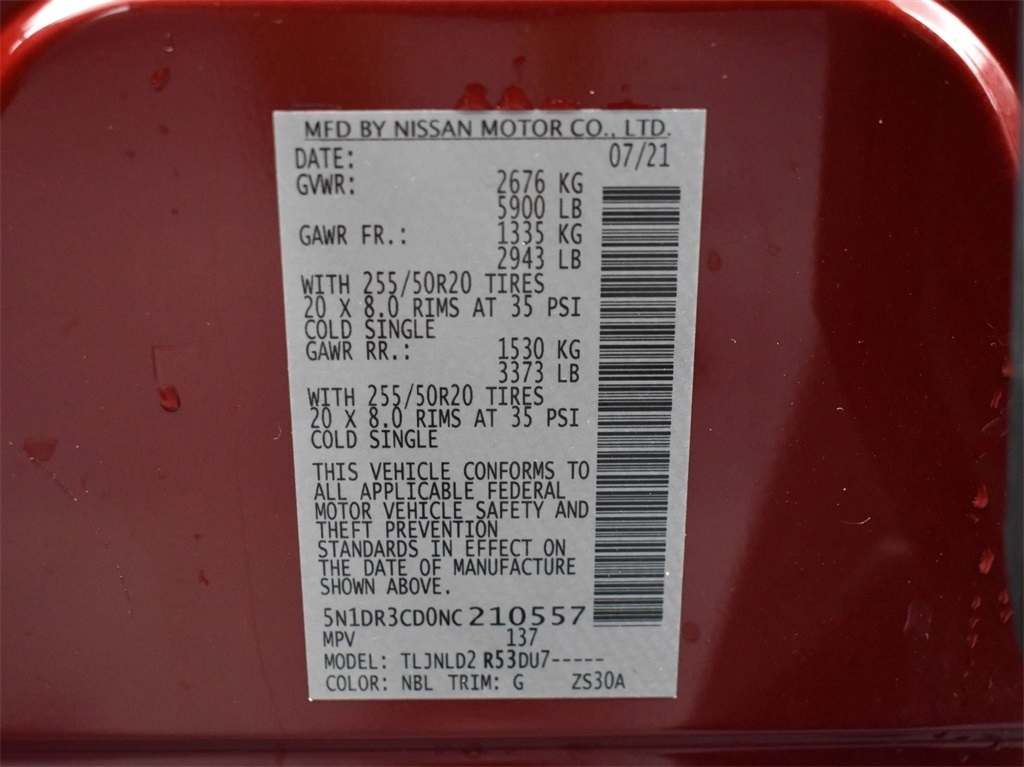 MFD BY NISSAN MOTOR CO., LTD.
DATE: 07/21
GVWR: 2676 KG
5900 LB
GAWR FR.: 1335 KG
2943 LB
WITH 255/50R20 TIRES
20 X 8.0 RIMS AT 35 PSI
COLD SINGLE
GAWR RR.: 1530 KG
3373 LB
WITH 255/50R20 TIRES
20 X 8.0 RIMS AT 35 PSI
COLD SINGLE
THIS VEHICLE CONFORMS TO
ALL APPLICABLE FEDERAL
MOTOR VEHICLE SAFETY AND
THEFT PREVENTION
STANDARDS IN EFFECT ON
THE DATE OF MANUFACTURE
SHOWN ABOVE.
5N1DR3CD0NC 210557
MPV 137
MODEL: TLJNLD2 R53DU7-----
COLOR: NBL TRIM: G ZS30A